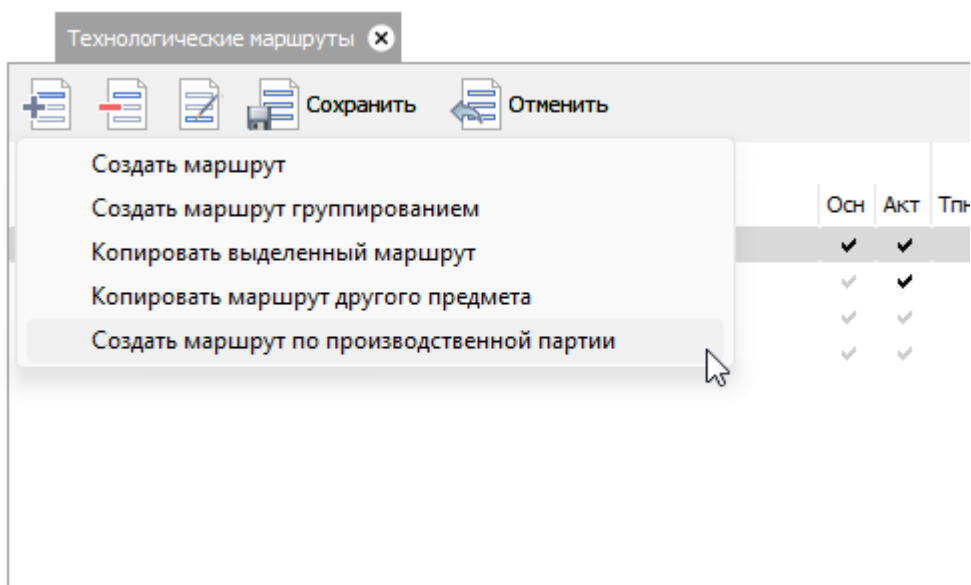 Технологические маршруты
Сохранить Отменить
Создать маршрут
Создать маршрут группированием
Осн Акт Тпн
Копировать выделенный маршрут
Копировать маршрут другого предмета
Создать маршрут по производственной партии